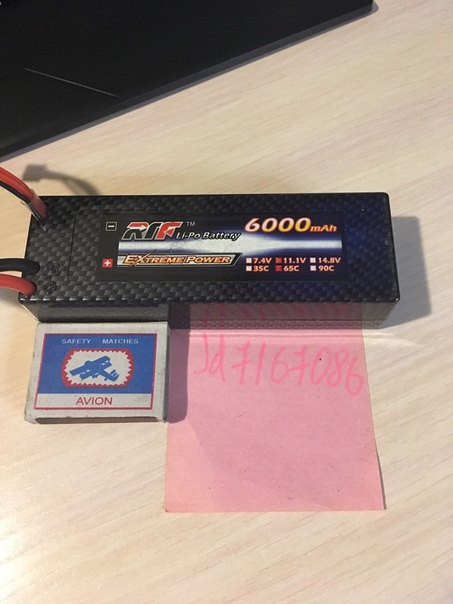 RTF™ Li-Po Battery
6000mAh
EXTREME POWER
7.4V 11.1V 14.8V
35C 65C 90C
SAFETY MATCHES
AVION
Jd7167086